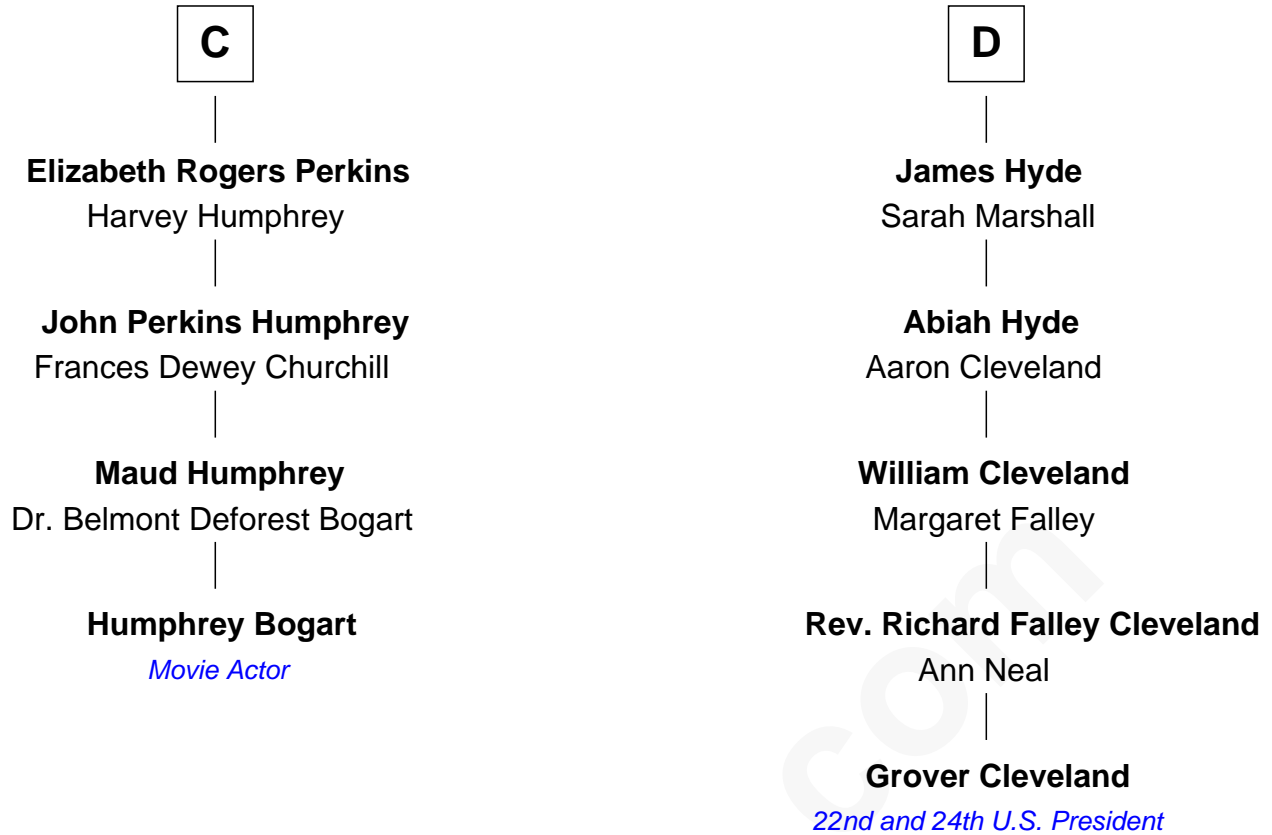 C
Elizabeth Rogers Perkins
Harvey Humphrey
John Perkins Humphrey
Frances Dewey Churchill
Maud Humphrey
Dr. Belmont Deforest Bogart
Humphrey Bogart
Movie Actor
D
James Hyde
Sarah Marshall
Abiah Hyde
Aaron Cleveland
William Cleveland
Margaret Falley
Rev. Richard Falley Cleveland
Ann Neal
Grover Cleveland
22nd and 24th U.S. President
com